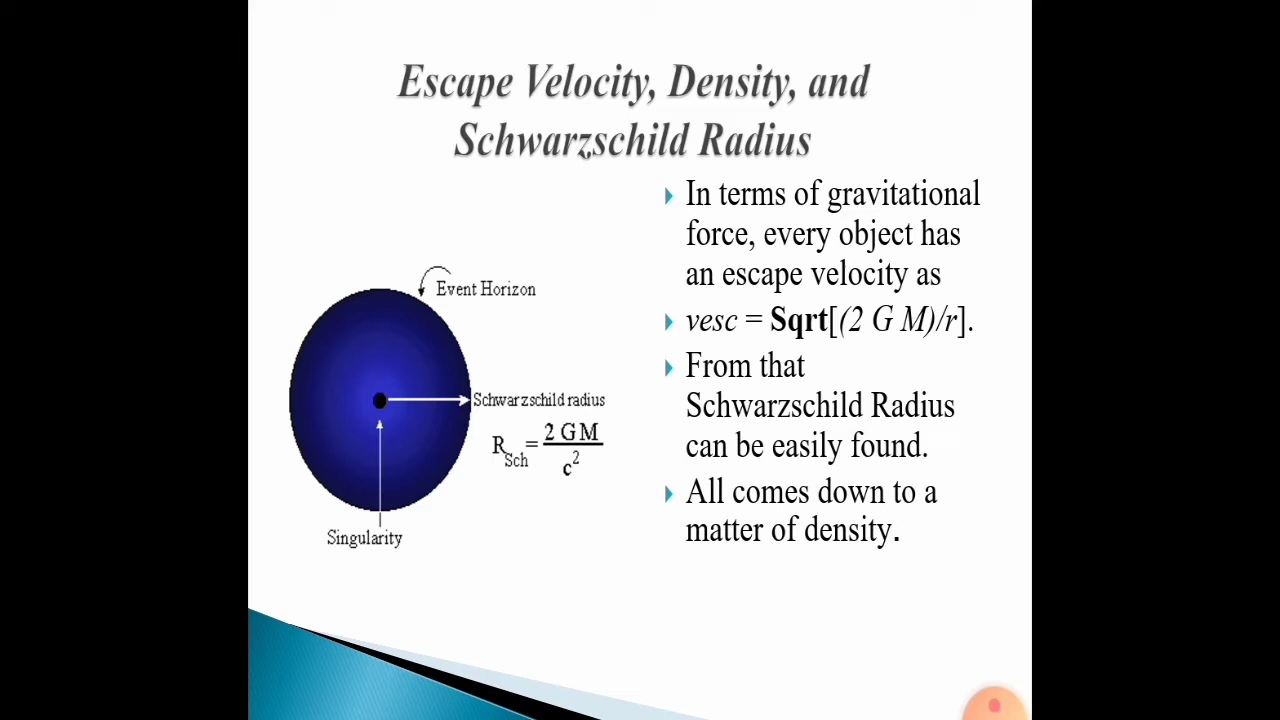 Escape Velocity, Density, and
Schwarzschild Radius
In terms of gravitational
force, every object has
an escape velocity as
vesc = Sqrt[(2 G M)/r].
From that
Schwarzschild Radius
can be easily found.
All comes down to a
matter of density.
Event Horizon
Schwarzschild radius
R_Sch = 2 G M / c²
Singularity